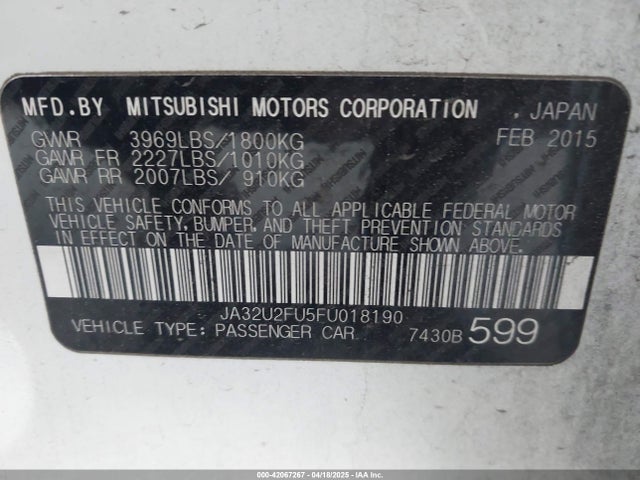 MFD.BY MITSUBISHI MOTORS CORPORATION , JAPAN
GVWR 3969LBS/1800KG FEB 2015
GAWR FR 2227LBS/1010KG
GAWR RR 2007LBS/ 910KG
THIS VEHICLE CONFORMS TO ALL APPLICABLE FEDERAL MOTOR
VEHICLE SAFETY, BUMPER, AND THEFT PREVENTION STANDARDS
IN EFFECT ON THE DATE OF MANUFACTURE SHOWN ABOVE.
JA32U2FU5FU018190
VEHICLE TYPE: PASSENGER CAR 7430B 599
000-42067267 - 04/18/2025 - IAAI.CA